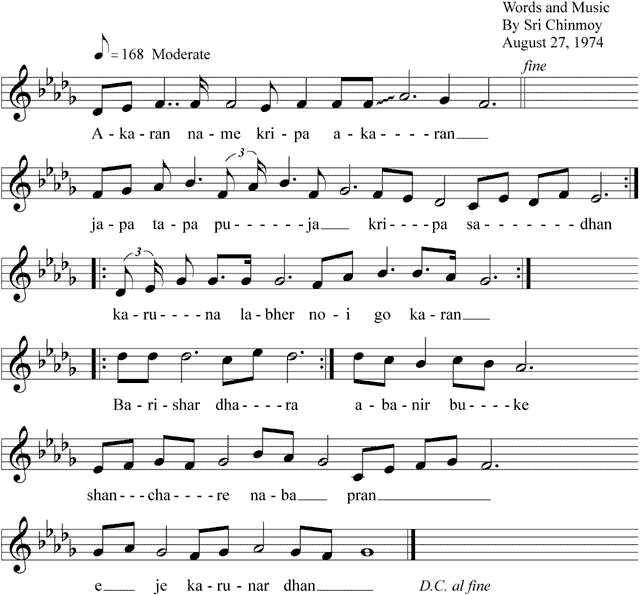 Words and Music
By Sri Chinmoy
August 27, 1974
= 168 Moderate
fine
A - ka - ran na - me kri - pa a - ka - - - - ran
ja - pa ta - pa pu - - - - - ja kri - - - - pa sa - - - - - dhan
ka - ru - - - - na la - bher no - i go ka - ran
Ba - ri - shar dha - - - - ra a - ba - nir bu - - - - ke
shan - - - cha - - - re na - ba pran
e je ka - ru - nar dhan D.C. al fine